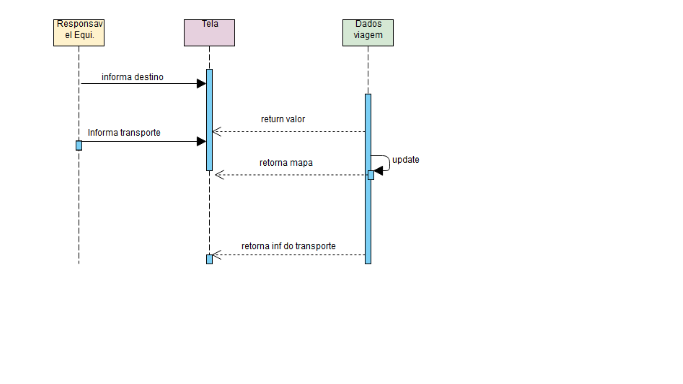 Responsav
el Equi.
Tela
Dados
viagem
informa destino
return valor
Informa transporte
update
retorna mapa
retorna inf do transporte